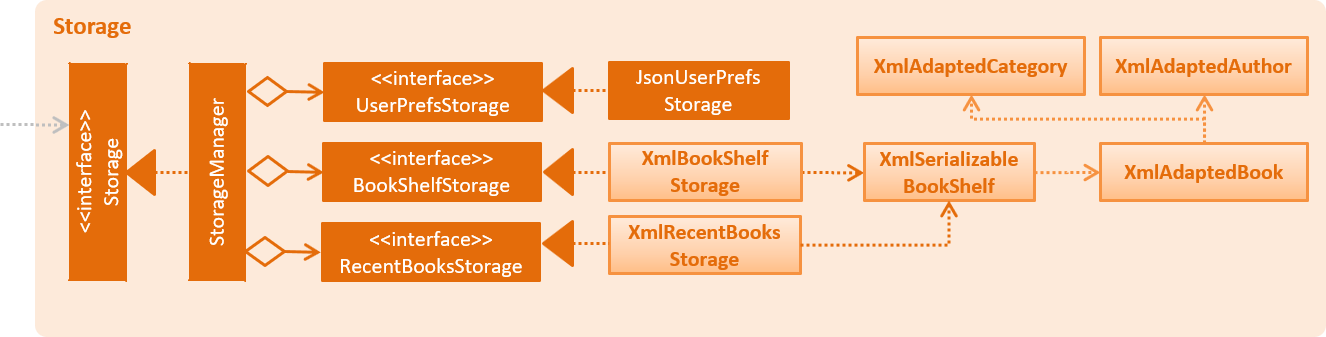 Storage
<<interface>>
Storage
StorageManager
<<interface>>
UserPrefsStorage
JsonUserPrefs
Storage
<<interface>>
BookShelfStorage
XmlBookShelf
Storage
<<interface>>
RecentBooksStorage
XmlRecentBooks
Storage
XmlSerializable
BookShelf
XmlAdaptedCategory
XmlAdaptedAuthor
XmlAdaptedBook